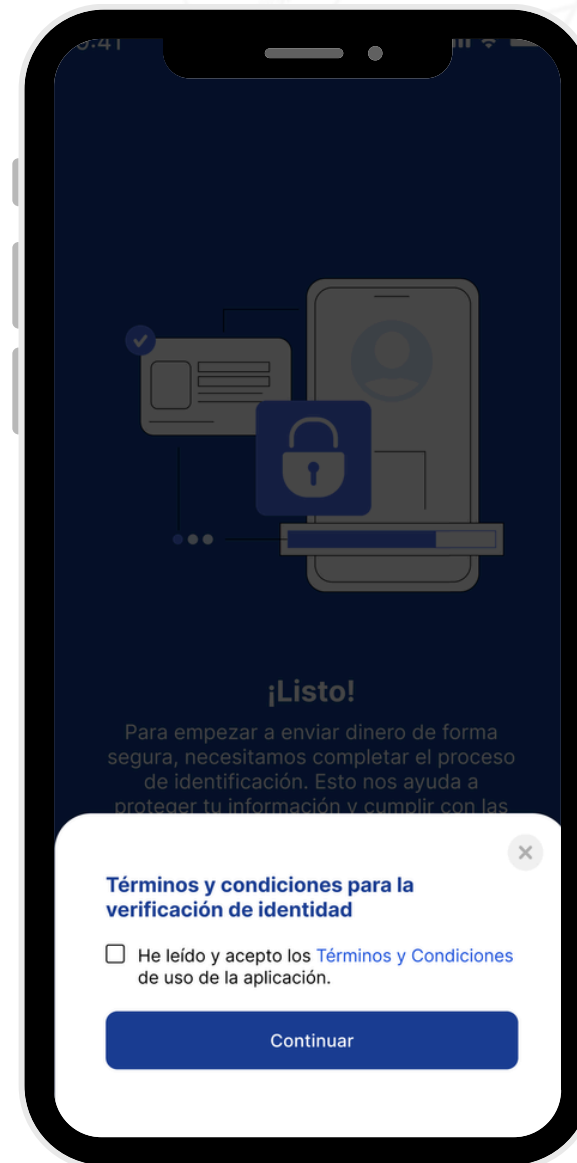 9:41
¡Listo!
Para empezar a enviar dinero de forma
segura, necesitamos completar el proceso
de identificación. Esto nos ayuda a
proteger tu información y cumplir con las
Términos y condiciones para la
verificación de identidad
He leído y acepto los Términos y Condiciones
de uso de la aplicación.
Continuar